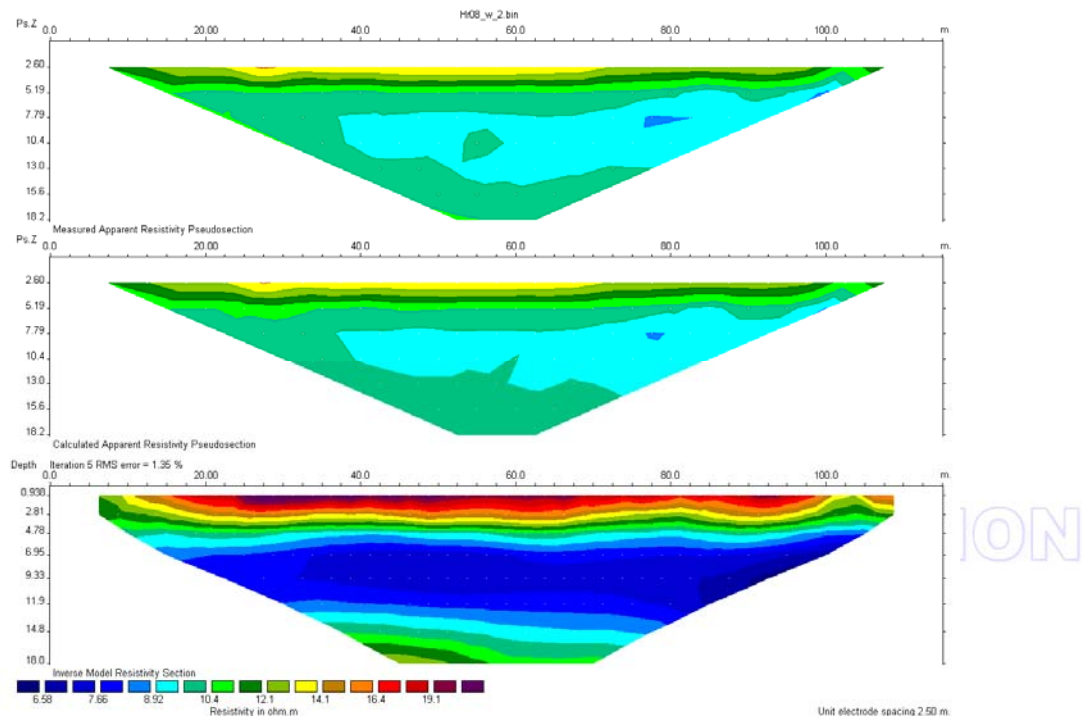 Hr08_w_2.bin
Ps.Z 0.0 20.00 40.0 60.0 80.0 100.0 m.
2.60
5.19
7.79
10.4
13.0
15.6
18.2
Measured Apparent Resistivity Pseudosection
Ps.Z 0.0 20.00 40.0 60.0 80.0 100.0 m.
2.60
5.19
7.79
10.4
13.0
15.6
18.2
Calculated Apparent Resistivity Pseudosection
Depth Iteration 5 RMS error = 1.35 %
0.0 20.00 40.0 60.0 80.0 100.0 m.
0.938
2.81
4.78
6.95
9.33
11.9
14.8
18.0
ION
Inverse Model Resistivity Section
6.58 7.66 8.92 10.4 12.1 14.1 16.4 19.1
Resistivity in ohm.m
Unit electrode spacing 2.50 m.